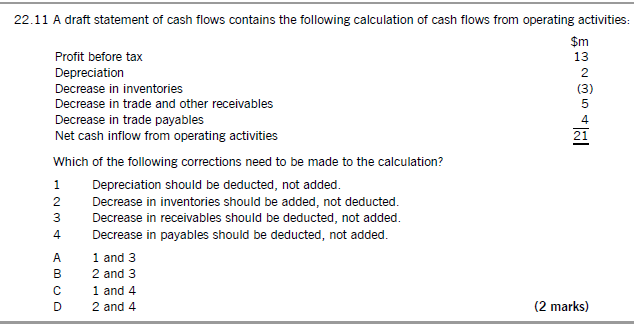 22.11 A draft statement of cash flows contains the following calculation of cash flows from operating activities:
$m
Profit before tax 13
Depreciation 2
Decrease in inventories (3)
Decrease in trade and other receivables 5
Decrease in trade payables 4
Net cash inflow from operating activities 21
Which of the following corrections need to be made to the calculation?
1 Depreciation should be deducted, not added.
2 Decrease in inventories should be added, not deducted.
3 Decrease in receivables should be deducted, not added.
4 Decrease in payables should be deducted, not added.
A 1 and 3
B 2 and 3
C 1 and 4
D 2 and 4 (2 marks)